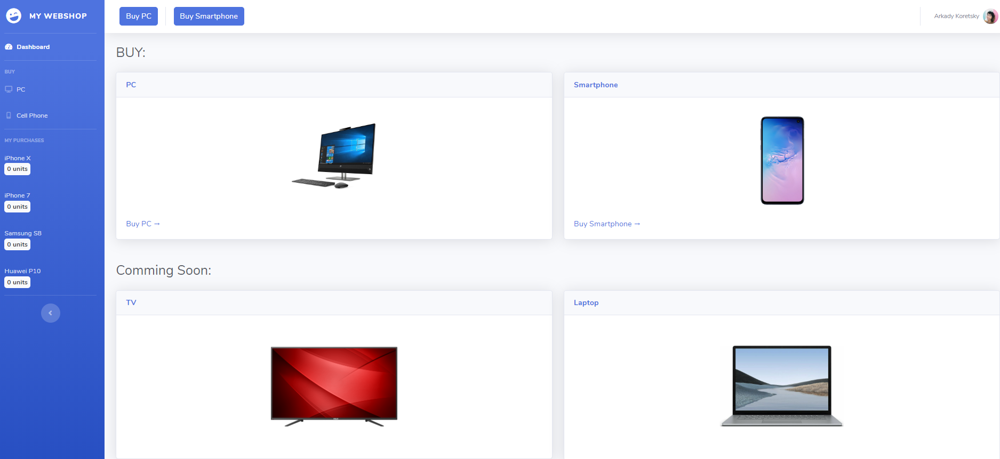 MY WEBSHOP
Dashboard
BUY
PC
Cell Phone
MY PURCHASES
iPhone X
0 units
iPhone 7
0 units
Samsung S8
0 units
Huawei P10
0 units
Buy PC
Buy Smartphone
Arkady Koretsky
BUY:
PC
Buy PC →
Smartphone
Buy Smartphone →
Comming Soon:
TV
Laptop